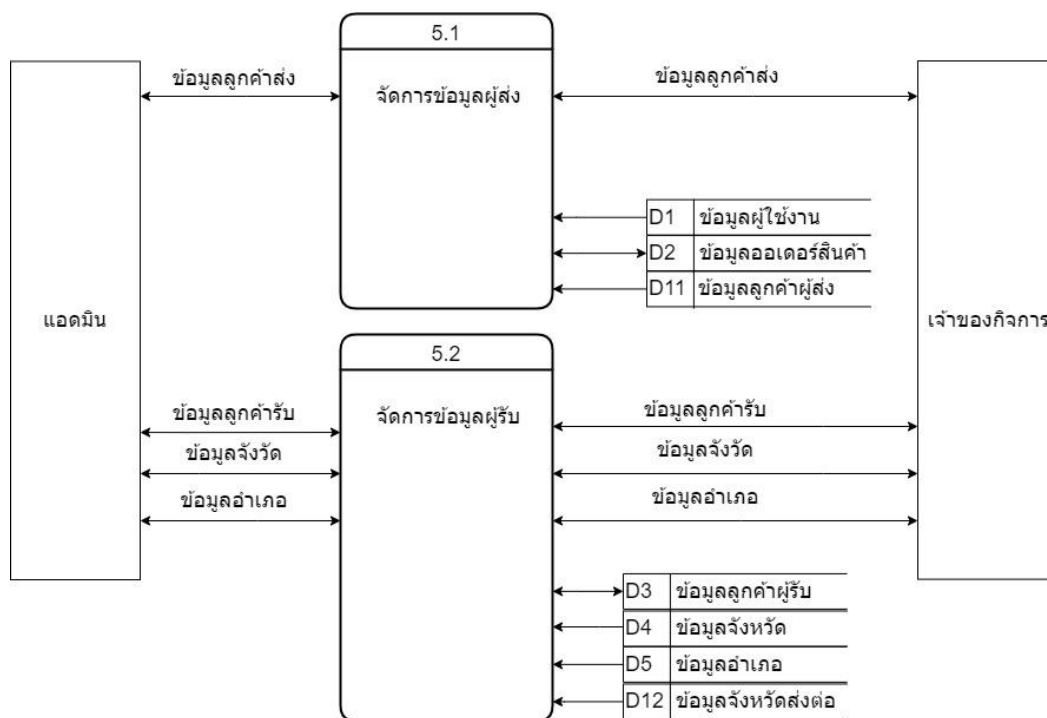 5.1
ข้อมูลลูกค้าส่ง
จัดการข้อมูลผู้ส่ง
ข้อมูลลูกค้าส่ง
D1 ข้อมูลผู้ใช้งาน
D2 ข้อมูลออเดอร์สินค้า
D11 ข้อมูลลูกค้าผู้ส่ง
แอดมิน
เจ้าของกิจการ
5.2
ข้อมูลลูกค้ารับ
จัดการข้อมูลผู้รับ
ข้อมูลลูกค้ารับ
ข้อมูลจังวัด
ข้อมูลจังวัด
ข้อมูลอำเภอ
ข้อมูลอำเภอ
D3 ข้อมูลลูกค้าผู้รับ
D4 ข้อมูลจังหวัด
D5 ข้อมูลอำเภอ
D12 ข้อมูลจังหวัดส่งต่อ